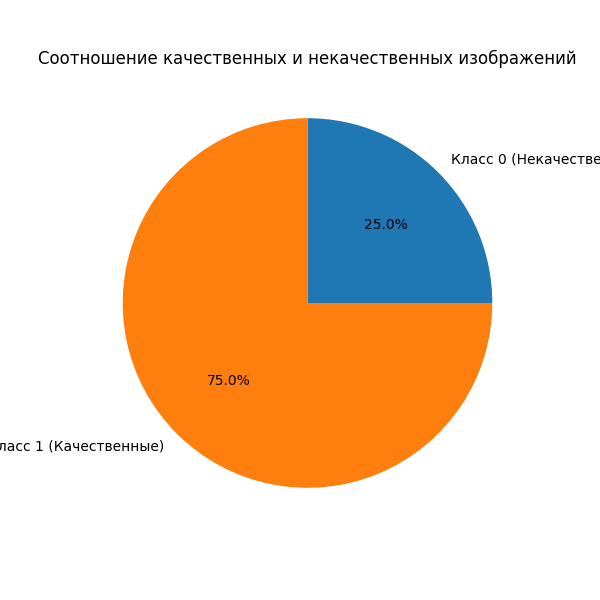 Соотношение качественных и некачественных изображений
Класс 0 (Некачестве
25.0%
75.0%
ласс 1 (Качественные)